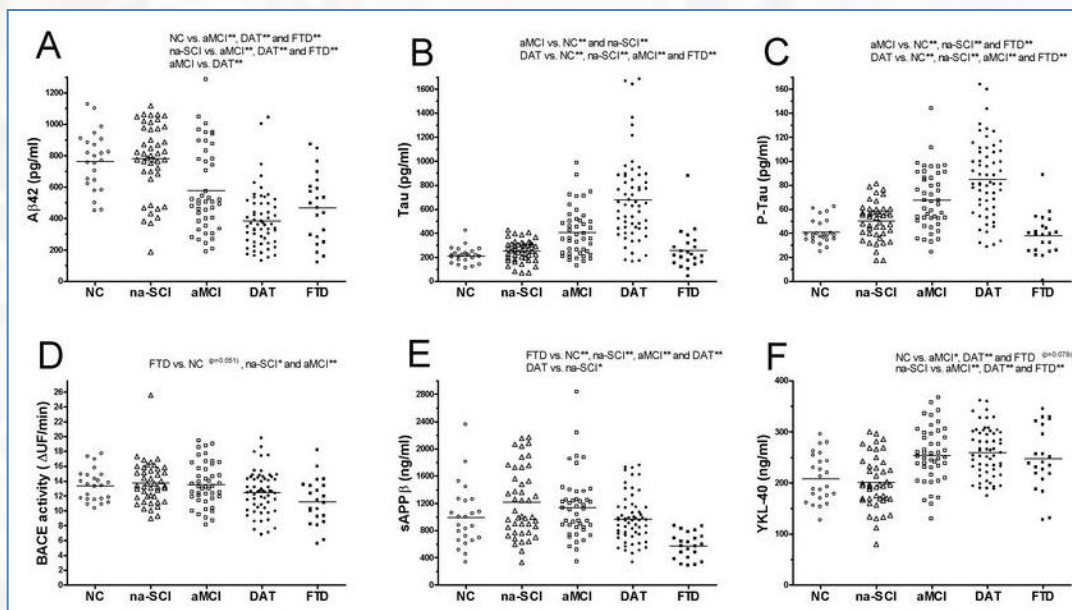 A
NC vs. aMCI**, DAT** and FTD**
na-SCI vs. aMCI**, DAT** and FTD**
aMCI vs. DAT**
Aβ42 (pg/ml)
1400
1200
1000
800
600
400
200
0
NC na-SCI aMCI DAT FTD
B
aMCI vs. NC** and na-SCI**
DAT vs. NC**, na-SCI**, aMCI** and FTD**
Tau (pg/ml)
1600
1400
1200
1000
800
600
400
200
0
NC na-SCI aMCI DAT FTD
C
aMCI vs. NC**, na-SCI** and FTD**
DAT vs. NC**, na-SCI**, aMCI** and FTD**
P-Tau (pg/ml)
160
140
120
100
80
60
40
20
0
NC na-SCI aMCI DAT FTD
D
FTD vs. NC (p=0.051), na-SCI* and aMCI**
BACE activity (ΔUF/min)
26
24
22
20
18
16
14
12
10
8
6
4
2
0
NC na-SCI aMCI DAT FTD
E
FTD vs. NC**, na-SCI**, aMCI** and DAT**
DAT vs. na-SCI*
sAPPβ (ng/ml)
2800
2400
2000
1600
1200
800
400
0
NC na-SCI aMCI DAT FTD
F
NC vs. aMCI*, DAT** and FTD (p=0.079)
na-SCI vs. aMCI**, DAT** and FTD**
YKL-40 (ng/ml)
400
300
200
100
0
NC na-SCI aMCI DAT FTD